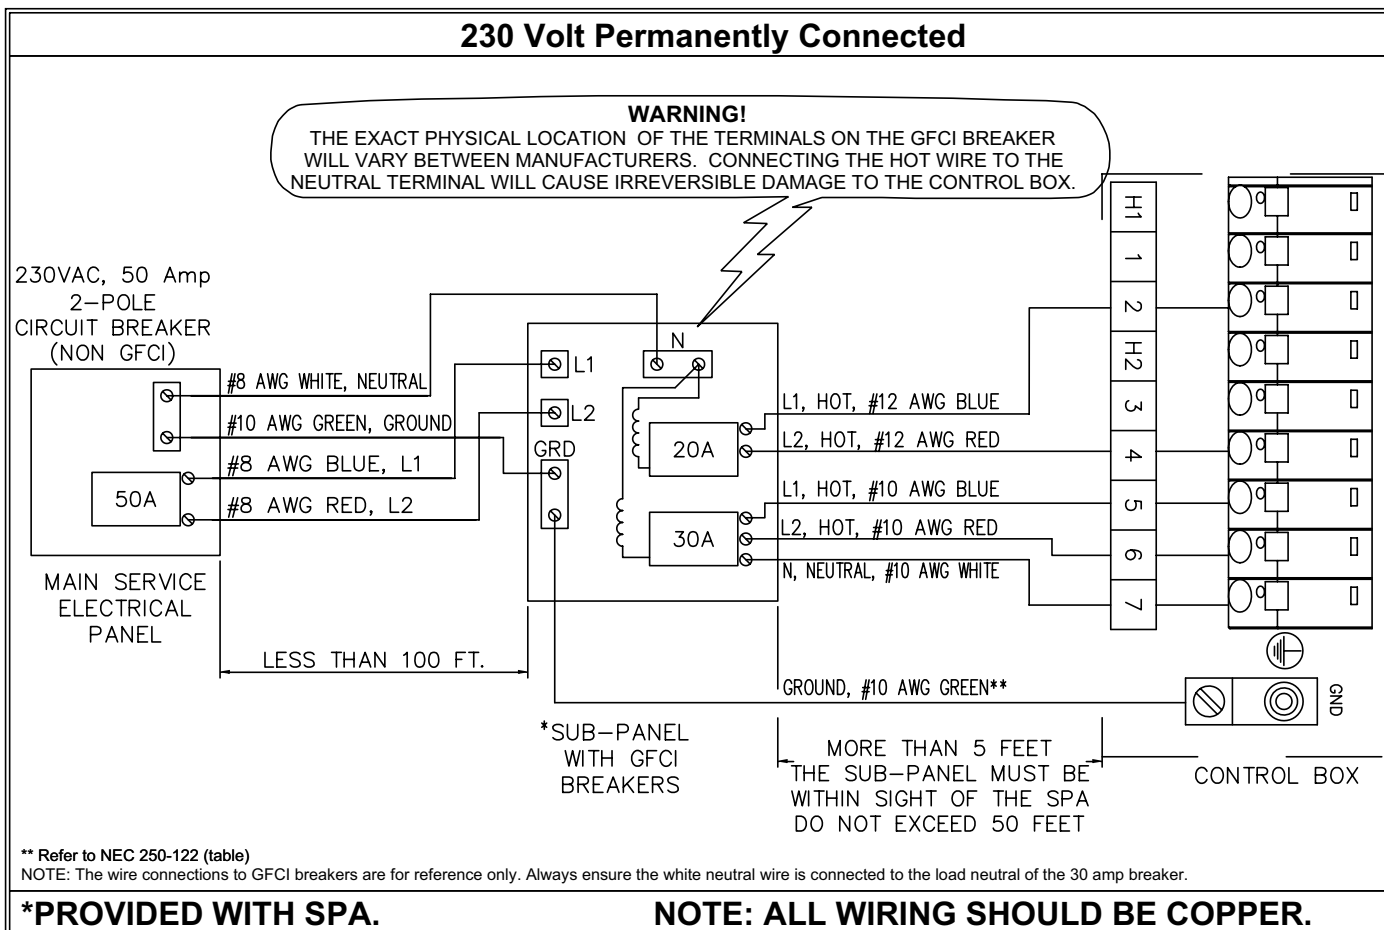 230 Volt Permanently Connected
WARNING!
THE EXACT PHYSICAL LOCATION OF THE TERMINALS ON THE GFCI BREAKER
WILL VARY BETWEEN MANUFACTURERS. CONNECTING THE HOT WIRE TO THE
NEUTRAL TERMINAL WILL CAUSE IRREVERSIBLE DAMAGE TO THE CONTROL BOX.
230VAC, 50 Amp
2-POLE
CIRCUIT BREAKER
(NON GFCI)
#8 AWG WHITE, NEUTRAL
#10 AWG GREEN, GROUND
#8 AWG BLUE, L1
#8 AWG RED, L2
50A
MAIN SERVICE
ELECTRICAL
PANEL
LESS THAN 100 FT.
N
L1
L2
GRD
20A
30A
*SUB-PANEL
WITH GFCI
BREAKERS
L1, HOT, #12 AWG BLUE
L2, HOT, #12 AWG RED
L1, HOT, #10 AWG BLUE
L2, HOT, #10 AWG RED
N, NEUTRAL, #10 AWG WHITE
GROUND, #10 AWG GREEN**
MORE THAN 5 FEET
THE SUB-PANEL MUST BE
WITHIN SIGHT OF THE SPA
DO NOT EXCEED 50 FEET
H1
1
2
H2
3
4
5
6
7
GND
CONTROL BOX
** Refer to NEC 250-122 (table)
NOTE: The wire connections to GFCI breakers are for reference only. Always ensure the white neutral wire is connected to the load neutral of the 30 amp breaker.
*PROVIDED WITH SPA.
NOTE: ALL WIRING SHOULD BE COPPER.